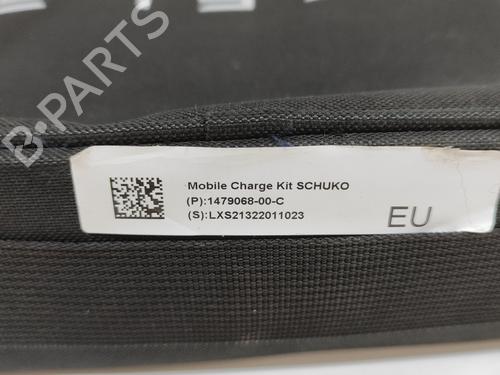 B-PARTS
Mobile Charge Kit SCHUKO
(P):1479068-00-C
(S):LXS21322011023
EU